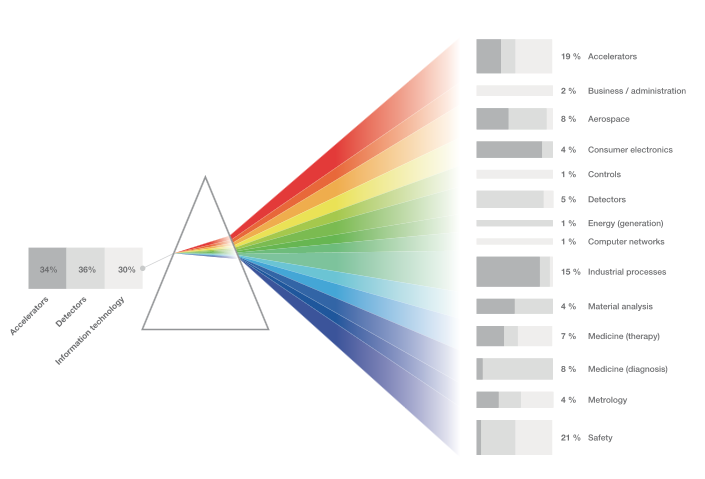 34% 36% 30%
Accelerators
Detectors
Information technology
19 % Accelerators
2 % Business / administration
8 % Aerospace
4 % Consumer electronics
1 % Controls
5 % Detectors
1 % Energy (generation)
1 % Computer networks
15 % Industrial processes
4 % Material analysis
7 % Medicine (therapy)
8 % Medicine (diagnosis)
4 % Metrology
21 % Safety